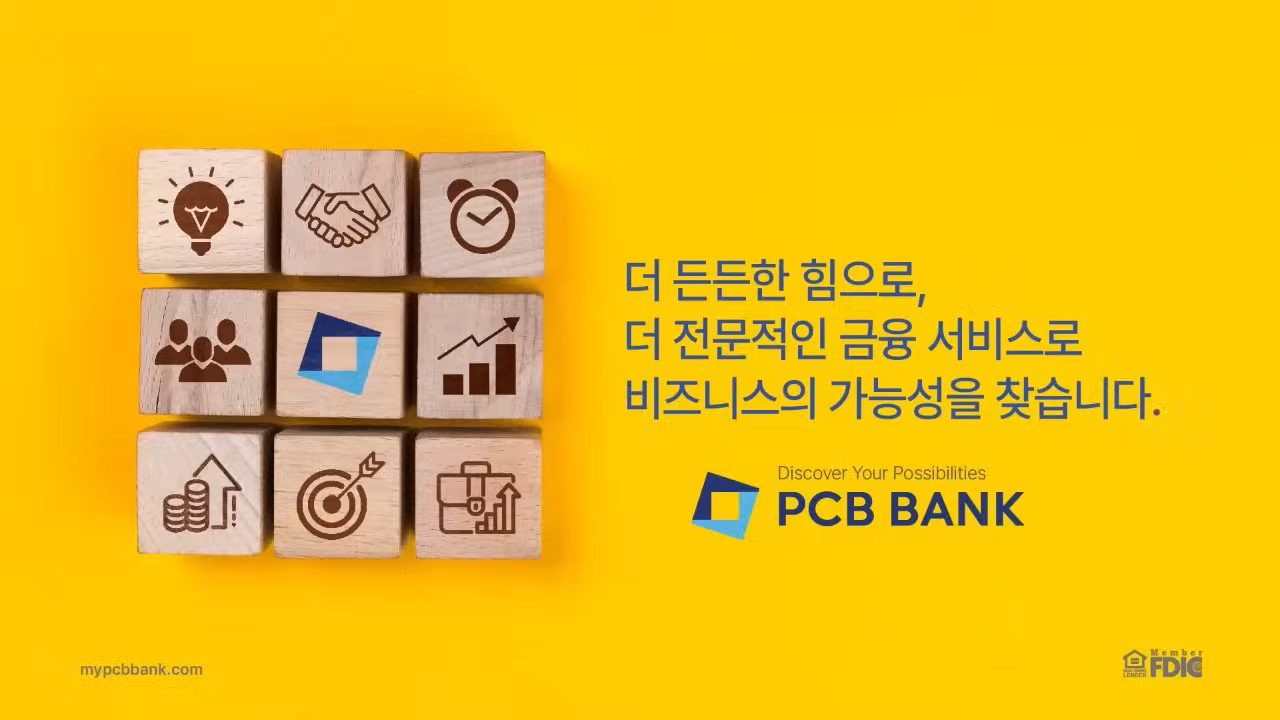 더 든든한 힘으로,
더 전문적인 금융 서비스로
비즈니스의 가능성을 찾습니다.
Discover Your Possibilities
PCB BANK
mypcbbank.com
Member
FDIC
LENDER